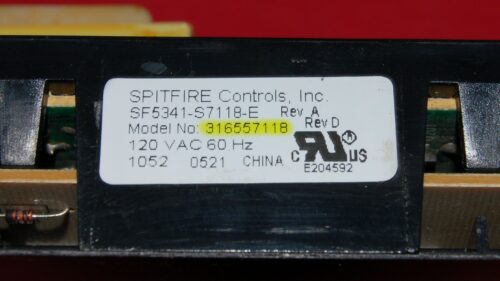 SPITFIRE Controls, Inc.
SF5341-S7118-E Rev A
Model No: 316557118 Rev D
120 VAC 60 Hz
1052 0521 CHINA c RU US
E204592